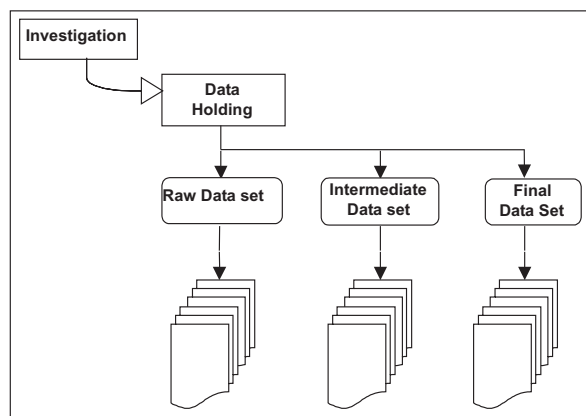 Investigation
Data
Holding
Raw Data set
Intermediate
Data set
Final
Data Set